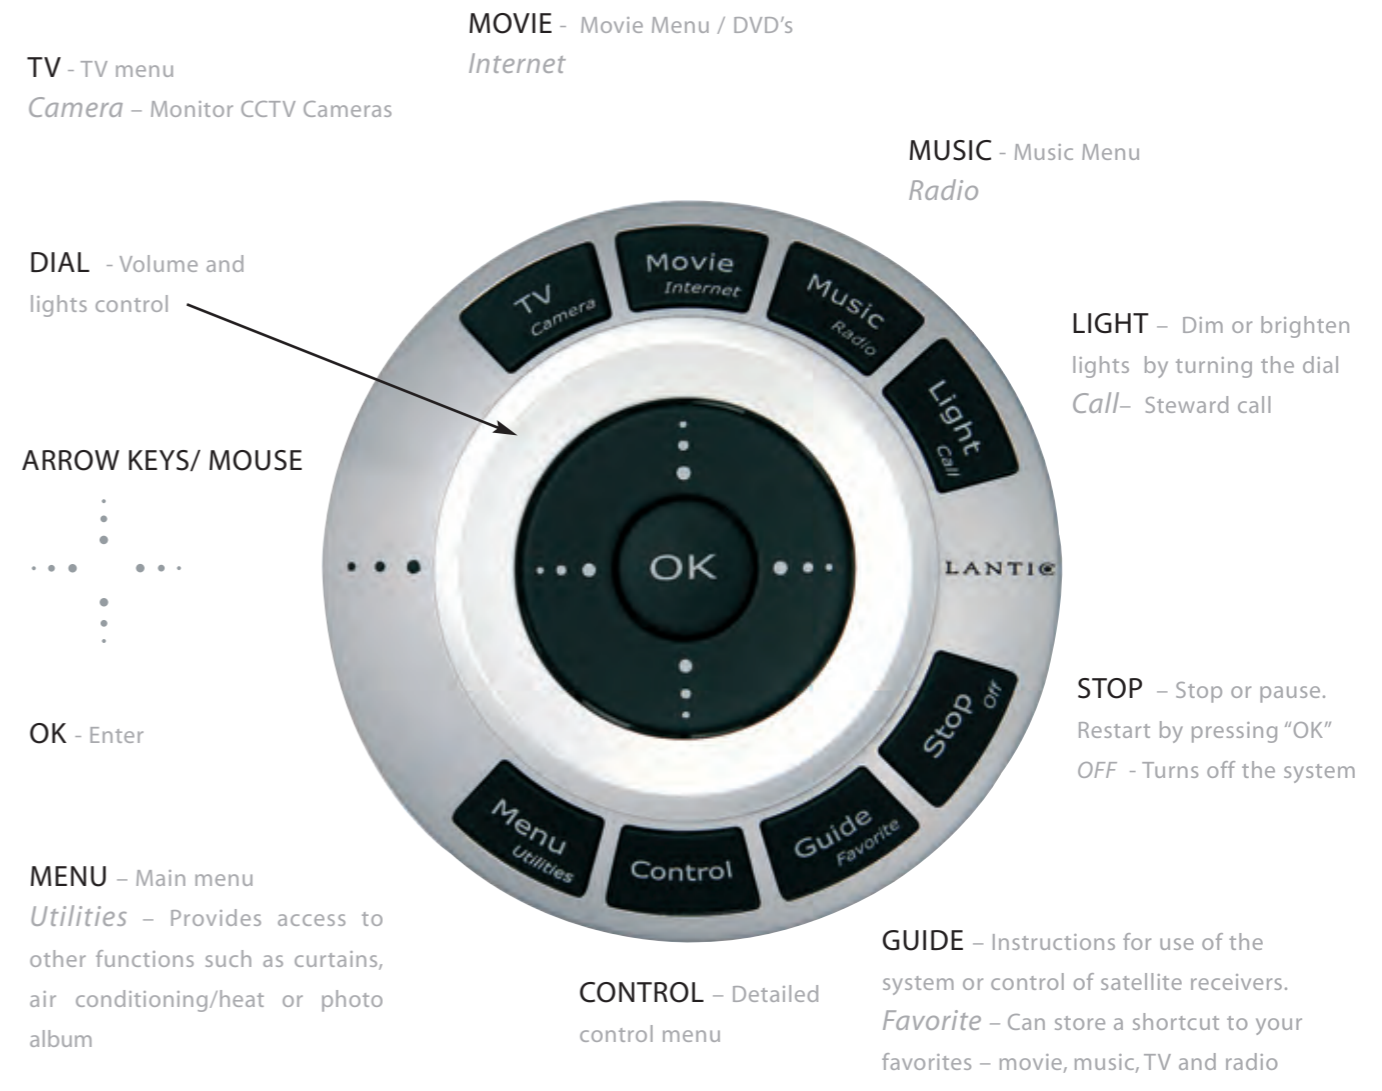 MOVIE - Movie Menu / DVD's
Internet
TV - TV menu
Camera – Monitor CCTV Cameras
MUSIC - Music Menu
Radio
DIAL - Volume and
lights control
LIGHT – Dim or brighten
lights by turning the dial
Call– Steward call
ARROW KEYS/ MOUSE
TV
Camera
Movie
Internet
Music
Radio
Light
Call
OK
LANTIC
Stop
Off
Guide
Favorite
Control
Menu
Utilities
STOP – Stop or pause.
Restart by pressing “OK”
OFF - Turns off the system
OK - Enter
MENU – Main menu
Utilities – Provides access to
other functions such as curtains,
air conditioning/heat or photo
album
CONTROL – Detailed
control menu
GUIDE – Instructions for use of the
system or control of satellite receivers.
Favorite – Can store a shortcut to your
favorites – movie, music, TV and radio